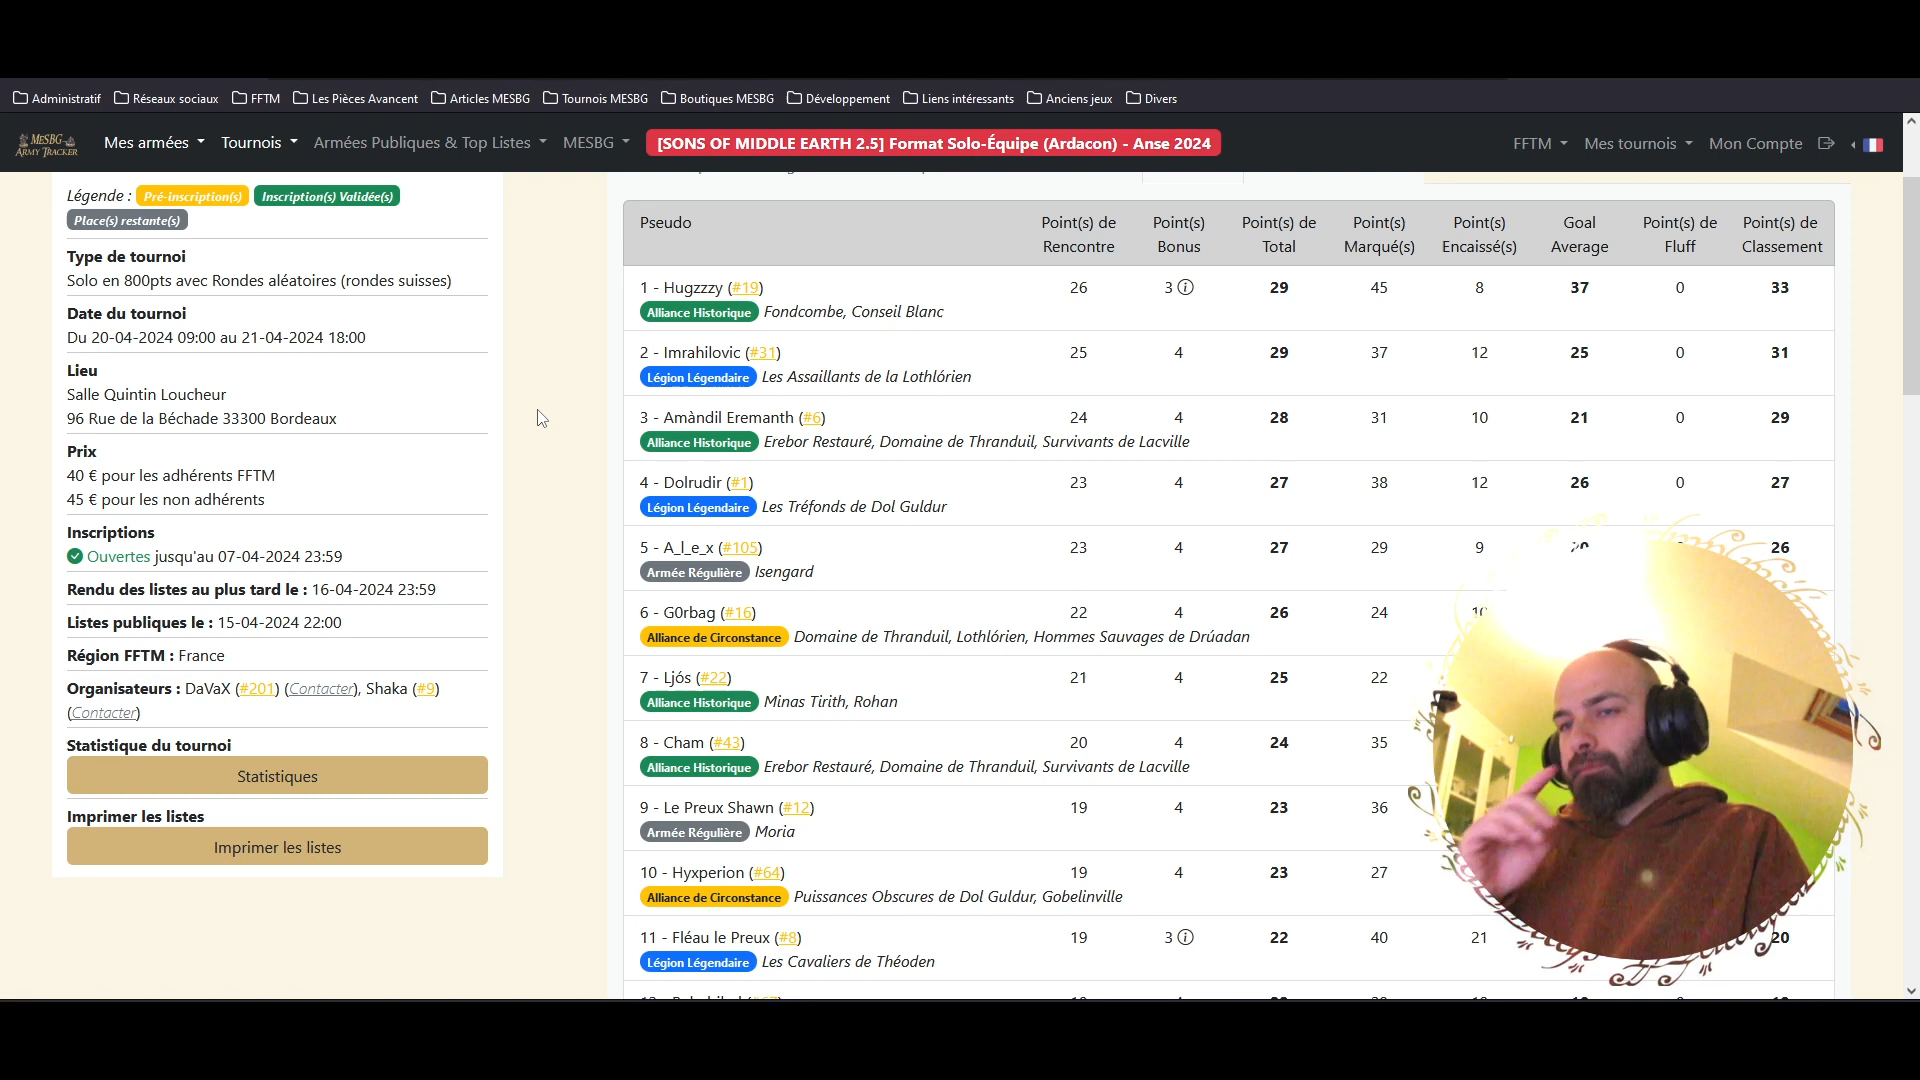 Administratif Réseaux sociaux FFTM Les Pièces Avancent Articles MESBG Tournois MESBG Boutiques MESBG Développement Liens intéressants Anciens jeux Divers
MESBG ARMY TRACKER Mes armées Tournois Armées Publiques & Top Listes MESBG [SONS OF MIDDLE EARTH 2.5] Format Solo-Équipe (Ardacon) - Anse 2024 FFTM Mes tournois Mon Compte
Légende : Pré-inscription(s) Inscription(s) Validée(s)
Place(s) restante(s)
Type de tournoi
Solo en 800pts avec Rondes aléatoires (rondes suisses)
Date du tournoi
Du 20-04-2024 09:00 au 21-04-2024 18:00
Lieu
Salle Quintin Loucheur
96 Rue de la Béchade 33300 Bordeaux
Prix
40 € pour les adhérents FFTM
45 € pour les non adhérents
Inscriptions
Ouvertes jusqu'au 07-04-2024 23:59
Rendu des listes au plus tard le : 16-04-2024 23:59
Listes publiques le : 15-04-2024 22:00
Région FFTM : France
Organisateurs : DaVaX (#201) (Contacter), Shaka (#9)
(Contacter)
Statistique du tournoi
Statistiques
Imprimer les listes
Imprimer les listes
Pseudo Point(s) de Rencontre Point(s) Bonus Point(s) de Total Point(s) Marqué(s) Point(s) Encaissé(s) Goal Average Point(s) de Fluff Point(s) de Classement
1 - Hugzzzy (#19) 26 3 29 45 8 37 0 33
Alliance Historique Fondcombe, Conseil Blanc
2 - Imrahilovic (#31) 25 4 29 37 12 25 0 31
Légion Légendaire Les Assaillants de la Lothlórien
3 - Amàndil Eremanth (#6) 24 4 28 31 10 21 0 29
Alliance Historique Erebor Restauré, Domaine de Thranduil, Survivants de Lacville
4 - Dolrudir (#1) 23 4 27 38 12 26 0 27
Légion Légendaire Les Tréfonds de Dol Guldur
5 - A_l_e_x (#105) 23 4 27 29 9 26
Armée Régulière Isengard
6 - G0rbag (#16) 22 4 26 24
Alliance de Circonstance Domaine de Thranduil, Lothlórien, Hommes Sauvages de Drúadan
7 - Ljós (#22) 21 4 25 22
Alliance Historique Minas Tirith, Rohan
8 - Cham (#43) 20 4 24 35
Alliance Historique Erebor Restauré, Domaine de Thranduil, Survivants de Lacville
9 - Le Preux Shawn (#12) 19 4 23 36
Armée Régulière Moria
10 - Hyxperion (#64) 19 4 23 27
Alliance de Circonstance Puissances Obscures de Dol Guldur, Gobelinville
11 - Fléau le Preux (#8) 19 3 22 40 21 20
Légion Légendaire Les Cavaliers de Théoden